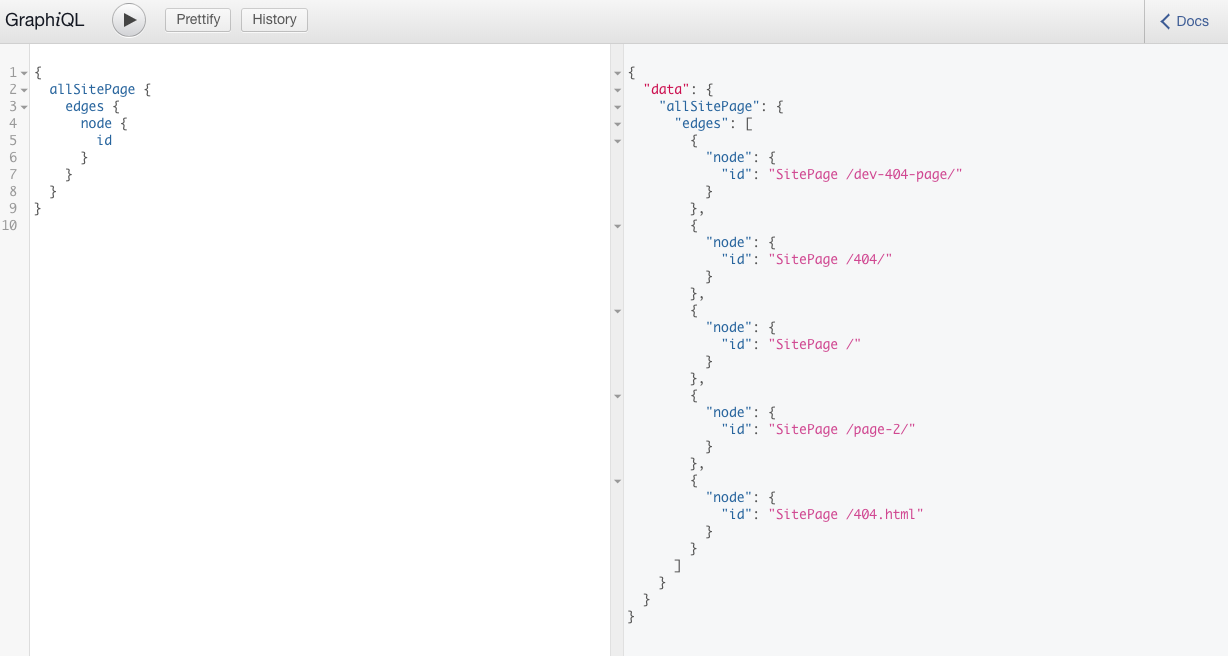 GraphiQL Prettify History Docs
1 {
2   allSitePage {
3     edges {
4       node {
5         id
6       }
7     }
8   }
9 }
10
{
  "data": {
    "allSitePage": {
      "edges": [
        {
          "node": {
            "id": "SitePage /dev-404-page/"
          }
        },
        {
          "node": {
            "id": "SitePage /404/"
          }
        },
        {
          "node": {
            "id": "SitePage /"
          }
        },
        {
          "node": {
            "id": "SitePage /page-2/"
          }
        },
        {
          "node": {
            "id": "SitePage /404.html"
          }
        }
      ]
    }
  }
}